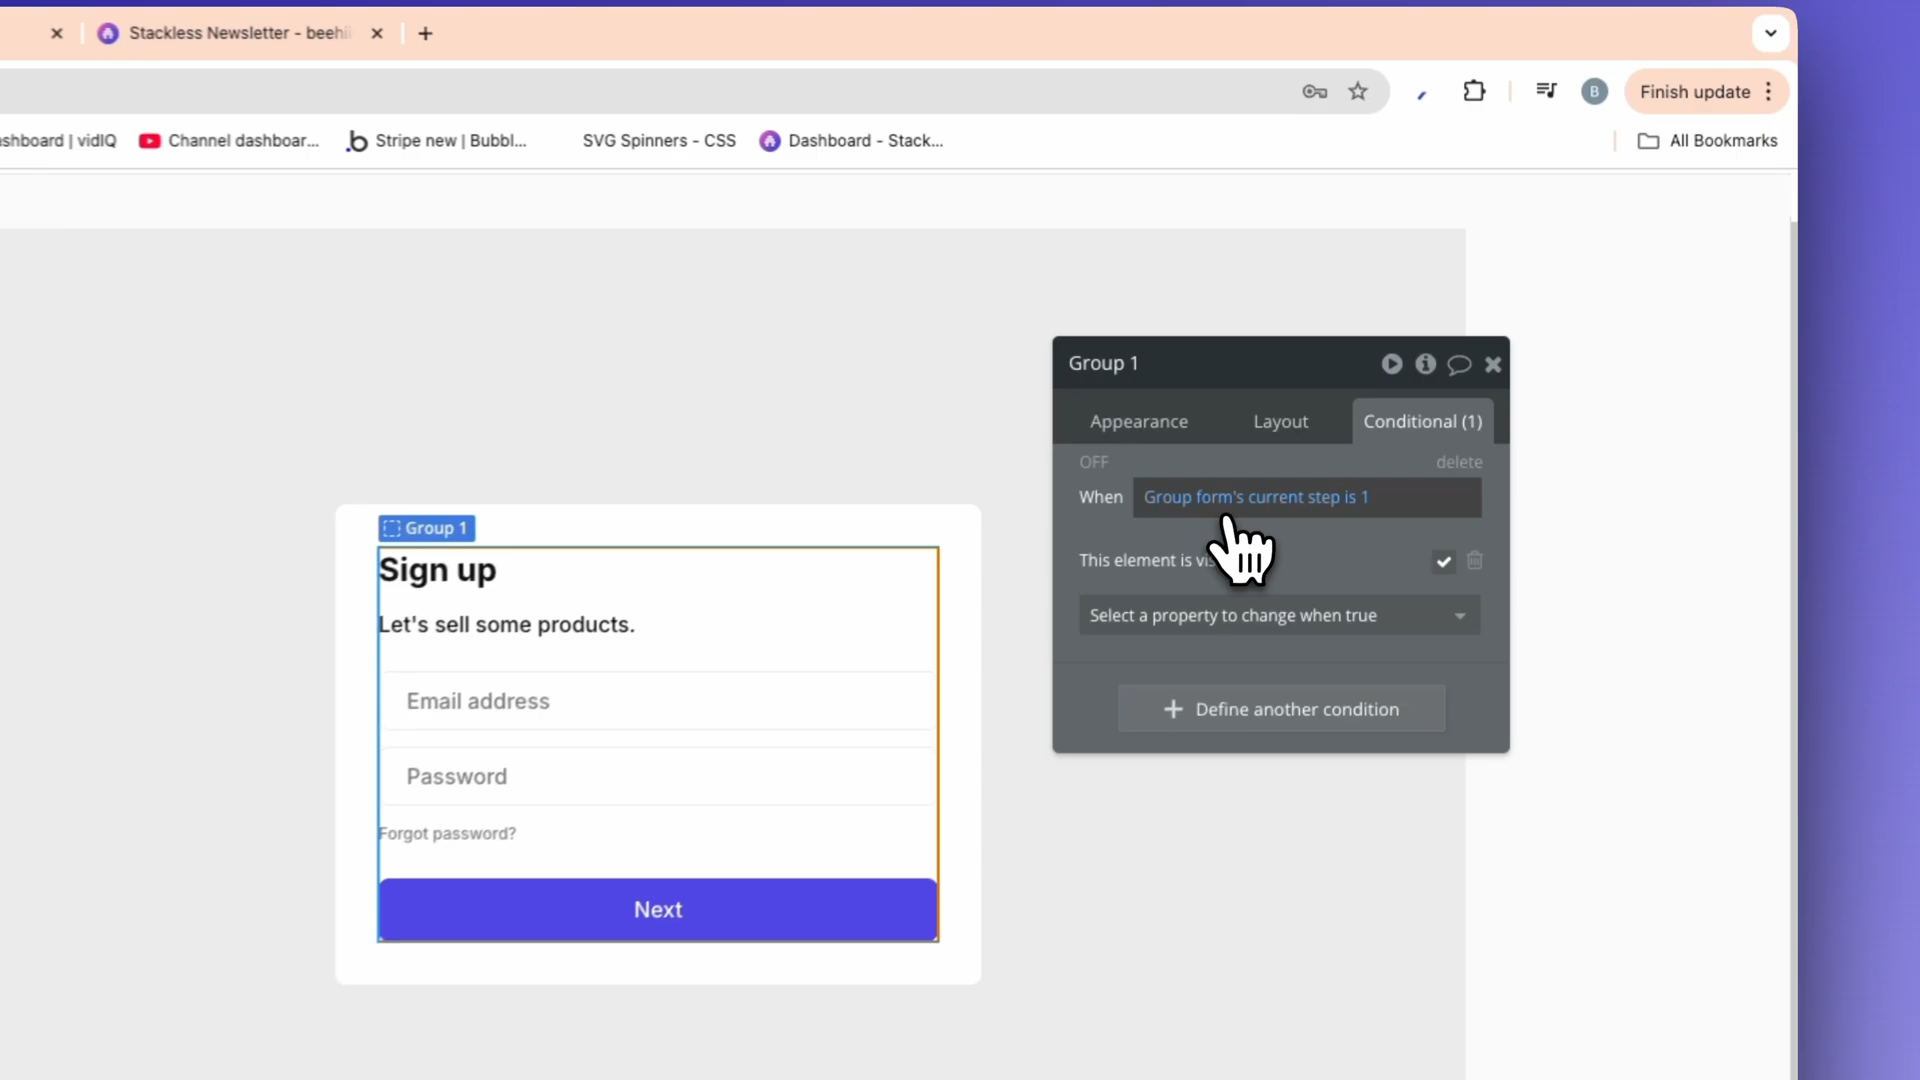 Stackless Newsletter - beehii
B
Finish update
shboard | vidIQ
Channel dashboar...
Stripe new | Bubbl...
SVG Spinners - CSS
Dashboard - Stack...
All Bookmarks
Group 1
Appearance
Layout
Conditional (1)
OFF
delete
When
Group form's current step is 1
This element is vis
Select a property to change when true
Define another condition
Group 1
Sign up
Let's sell some products.
Email address
Password
Forgot password?
Next